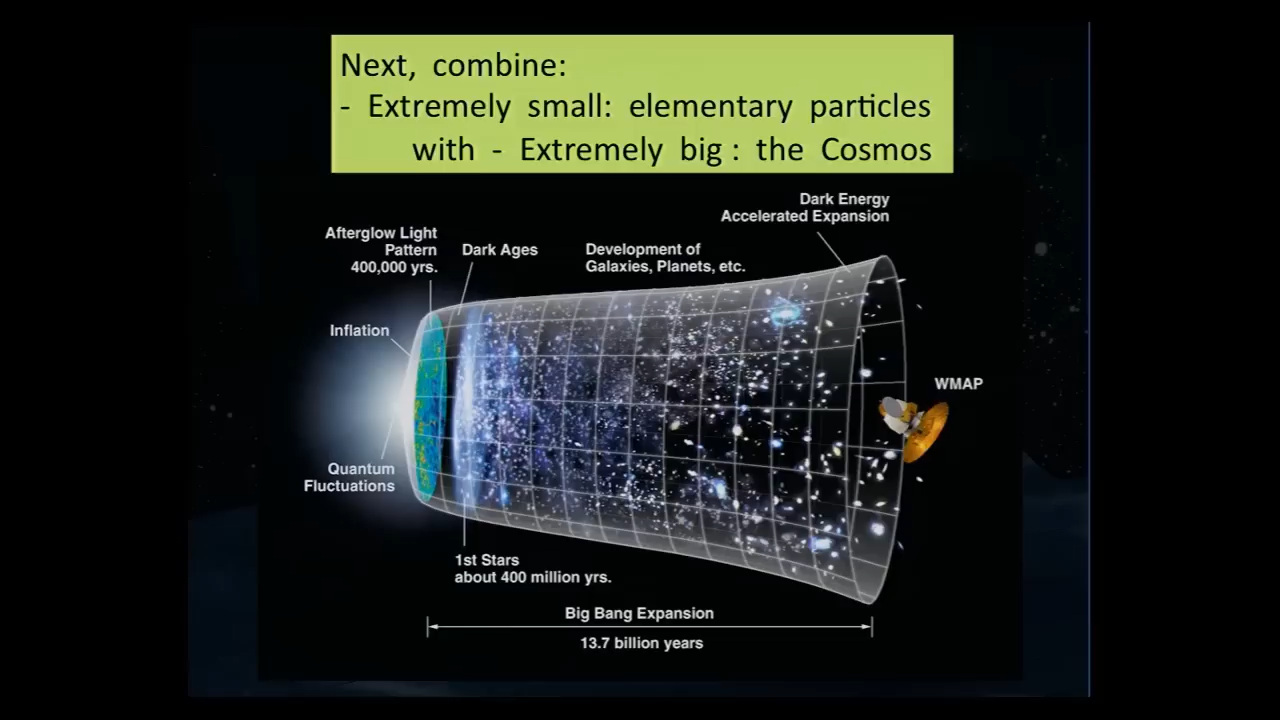 Next, combine:
- Extremely small: elementary particles
with - Extremely big : the Cosmos
Dark Energy
Accelerated Expansion
Afterglow Light
Pattern
400,000 yrs.
Dark Ages
Development of
Galaxies, Planets, etc.
Inflation
WMAP
Quantum
Fluctuations
1st Stars
about 400 million yrs.
Big Bang Expansion
13.7 billion years